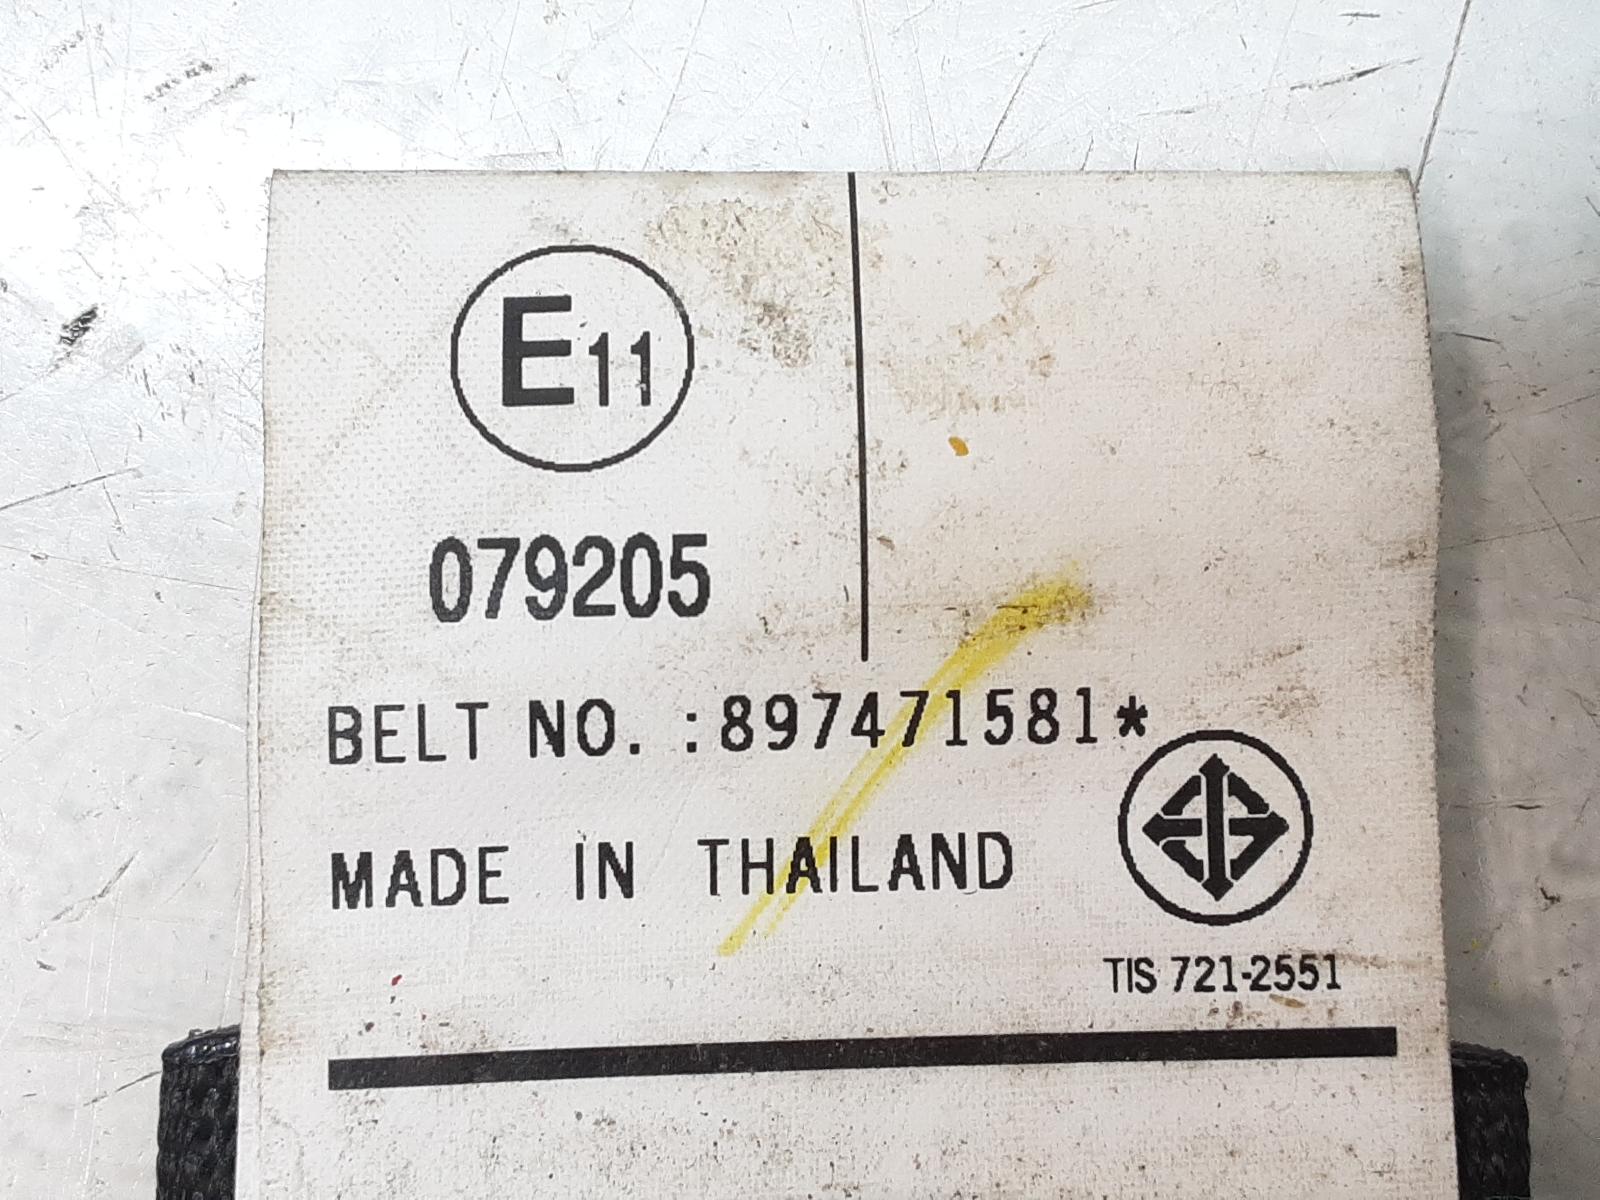 E11
079205
BELT NO. :897471581*
MADE IN THAILAND
TIS 721-2551